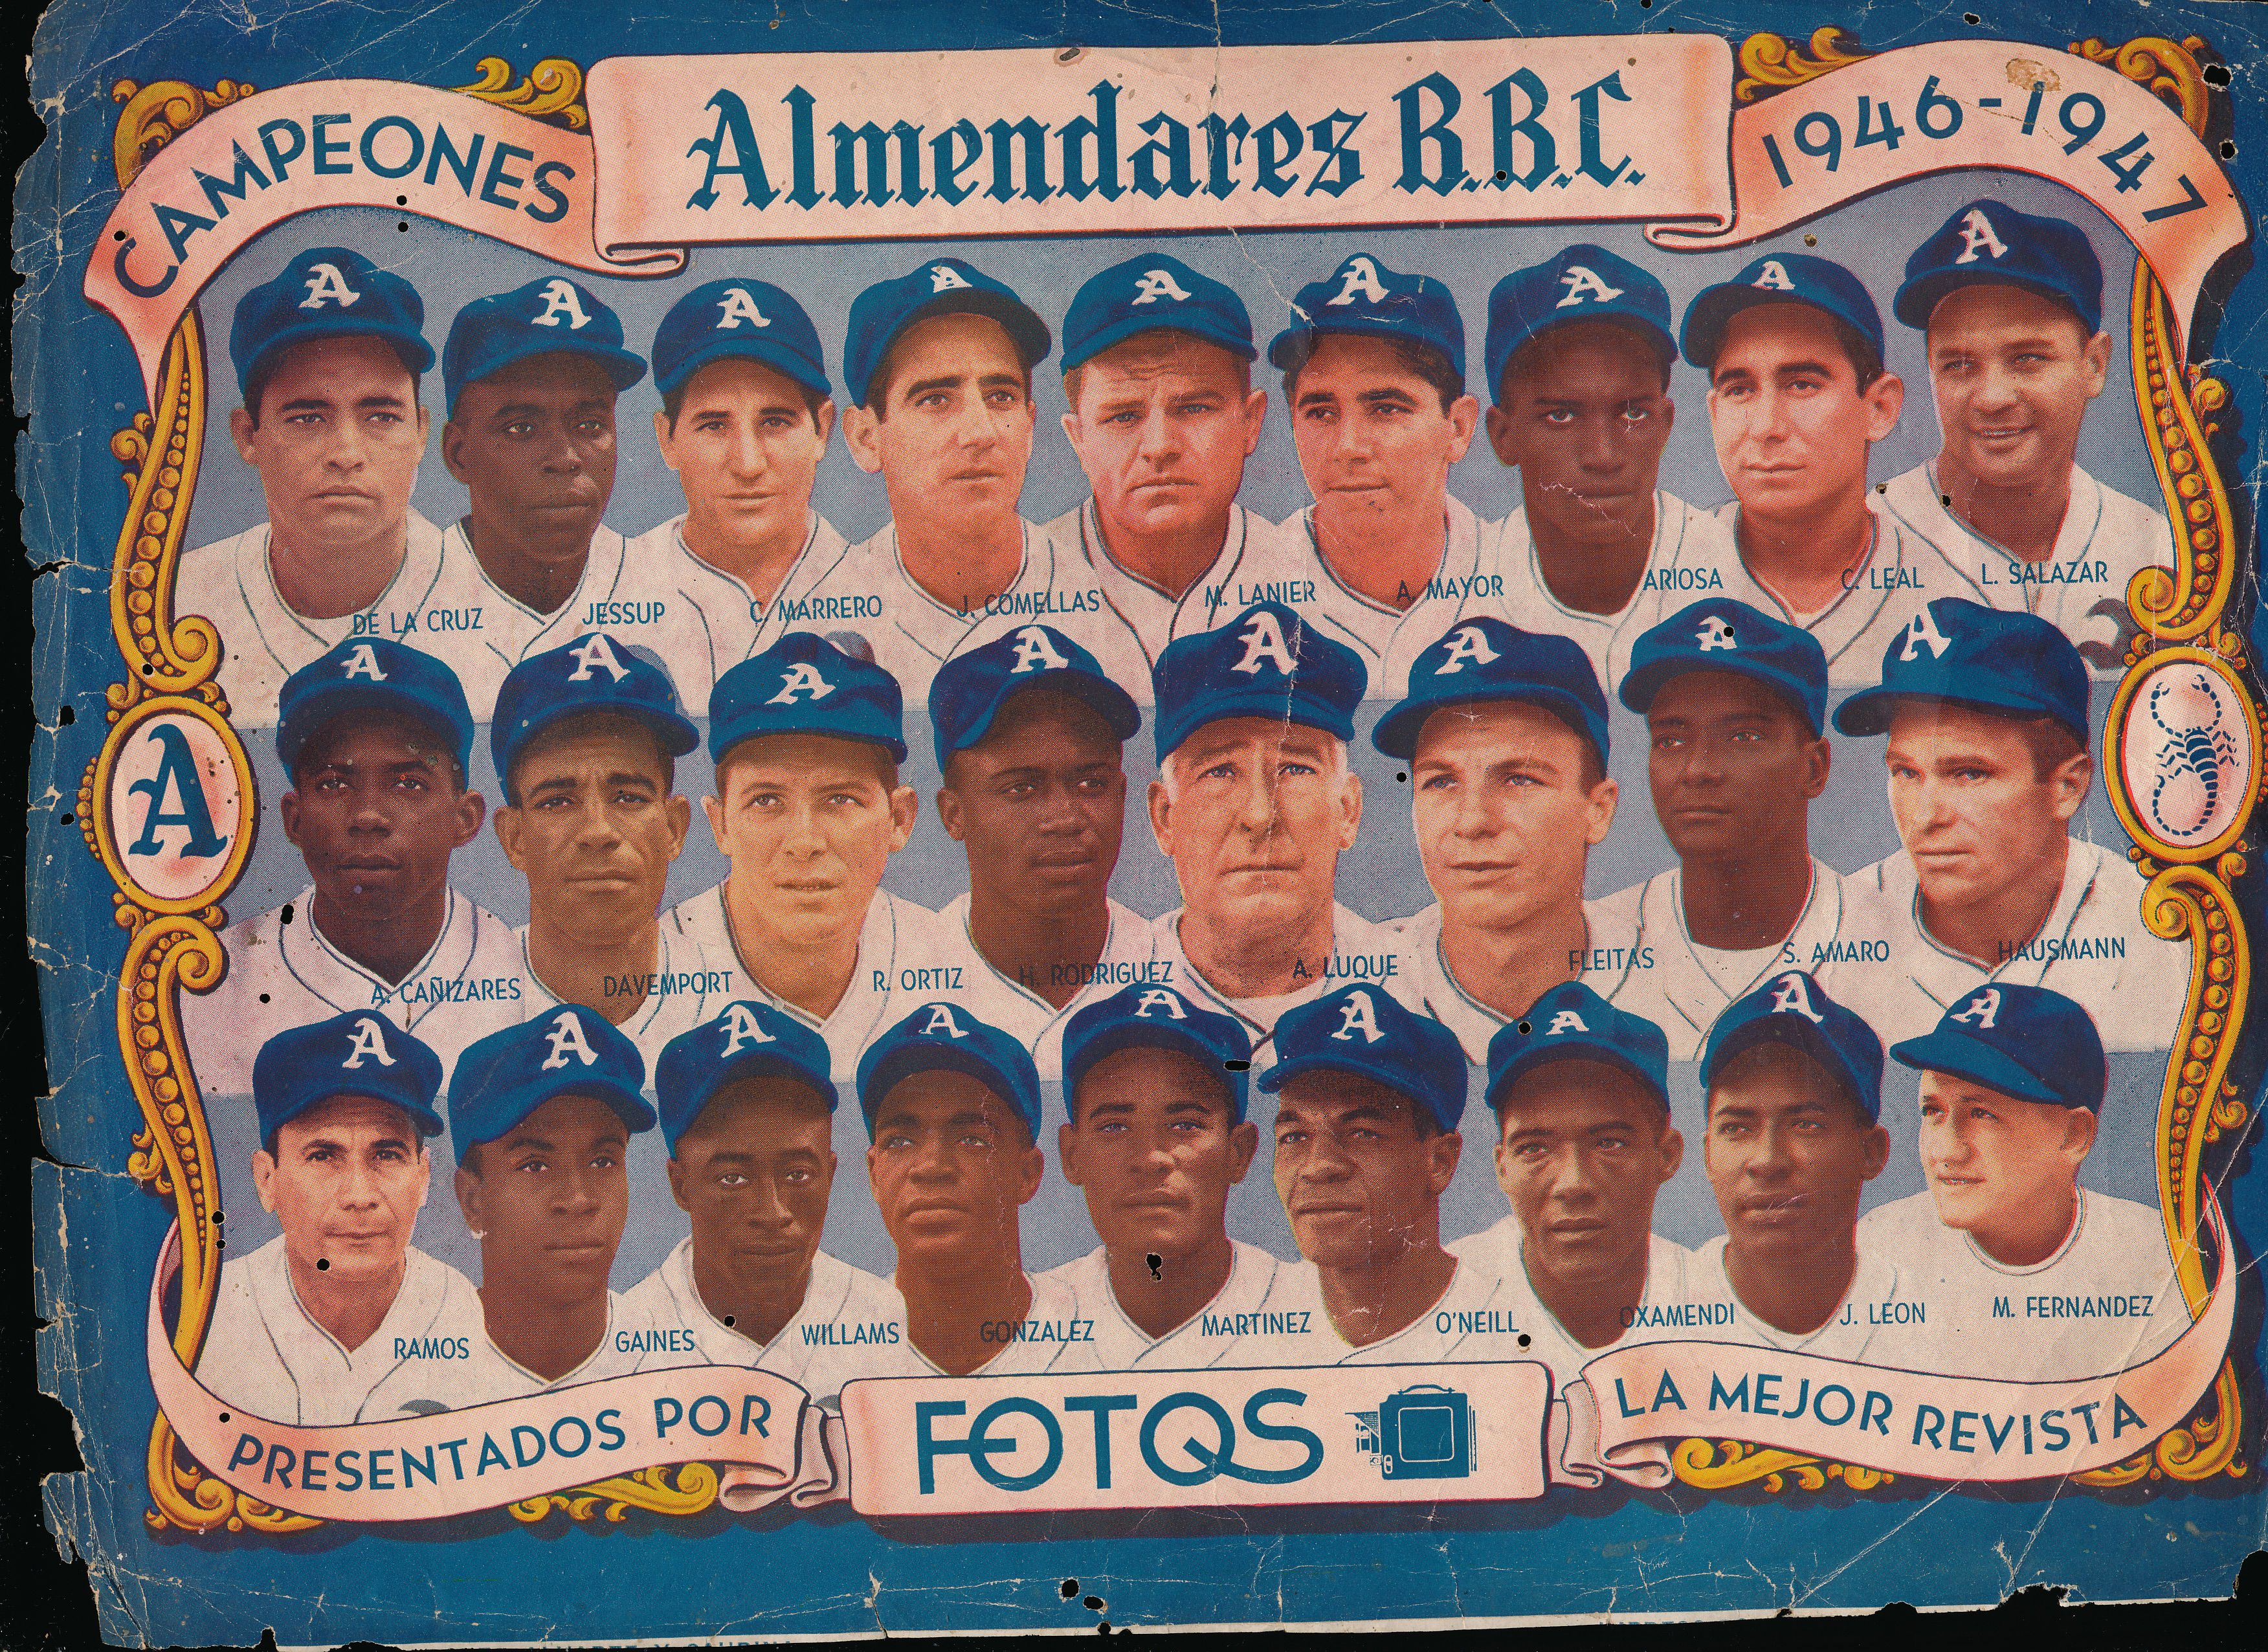 CAMPEONES Almendares B.B.C. 1946-1947
DE LA CRUZ JESSUP C. MARRERO J. COMELLAS M. LANIER A. MAYOR ARIOSA C. LEAL L. SALAZAR
A
A. CAÑIZARES DAVEMPORT R. ORTIZ H. RODRIGUEZ A. LUQUE FLEITAS S. AMARO HAUSMANN
RAMOS GAINES WILLAMS GONZALEZ MARTINEZ O'NEILL OXAMENDI J. LEON M. FERNANDEZ
PRESENTADOS POR FOTOS LA MEJOR REVISTA